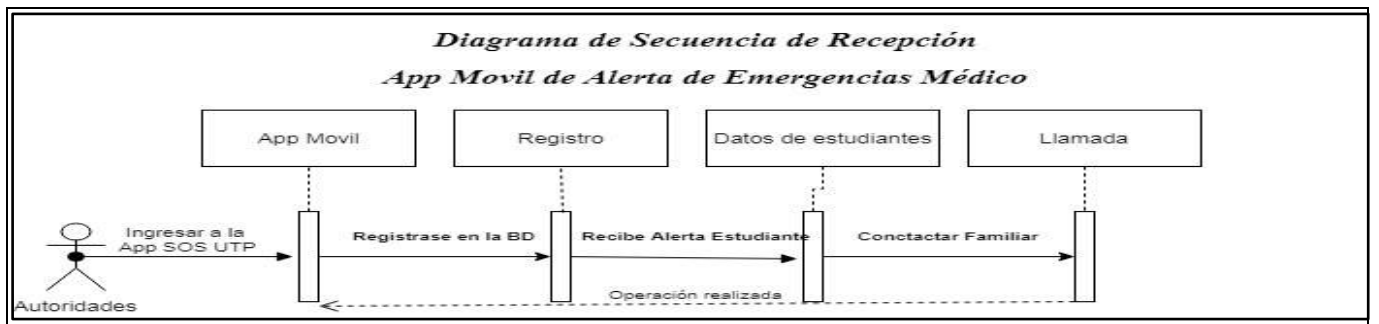 Diagrama de Secuencia de Recepción
App Movil de Alerta de Emergencias Médico
App Movil
Registro
Datos de estudiantes
Llamada
Ingresar a la
App SOS UTP
Registrase en la BD
Recibe Alerta Estudiante
Conctactar Familiar
Operación realizada
Autoridades